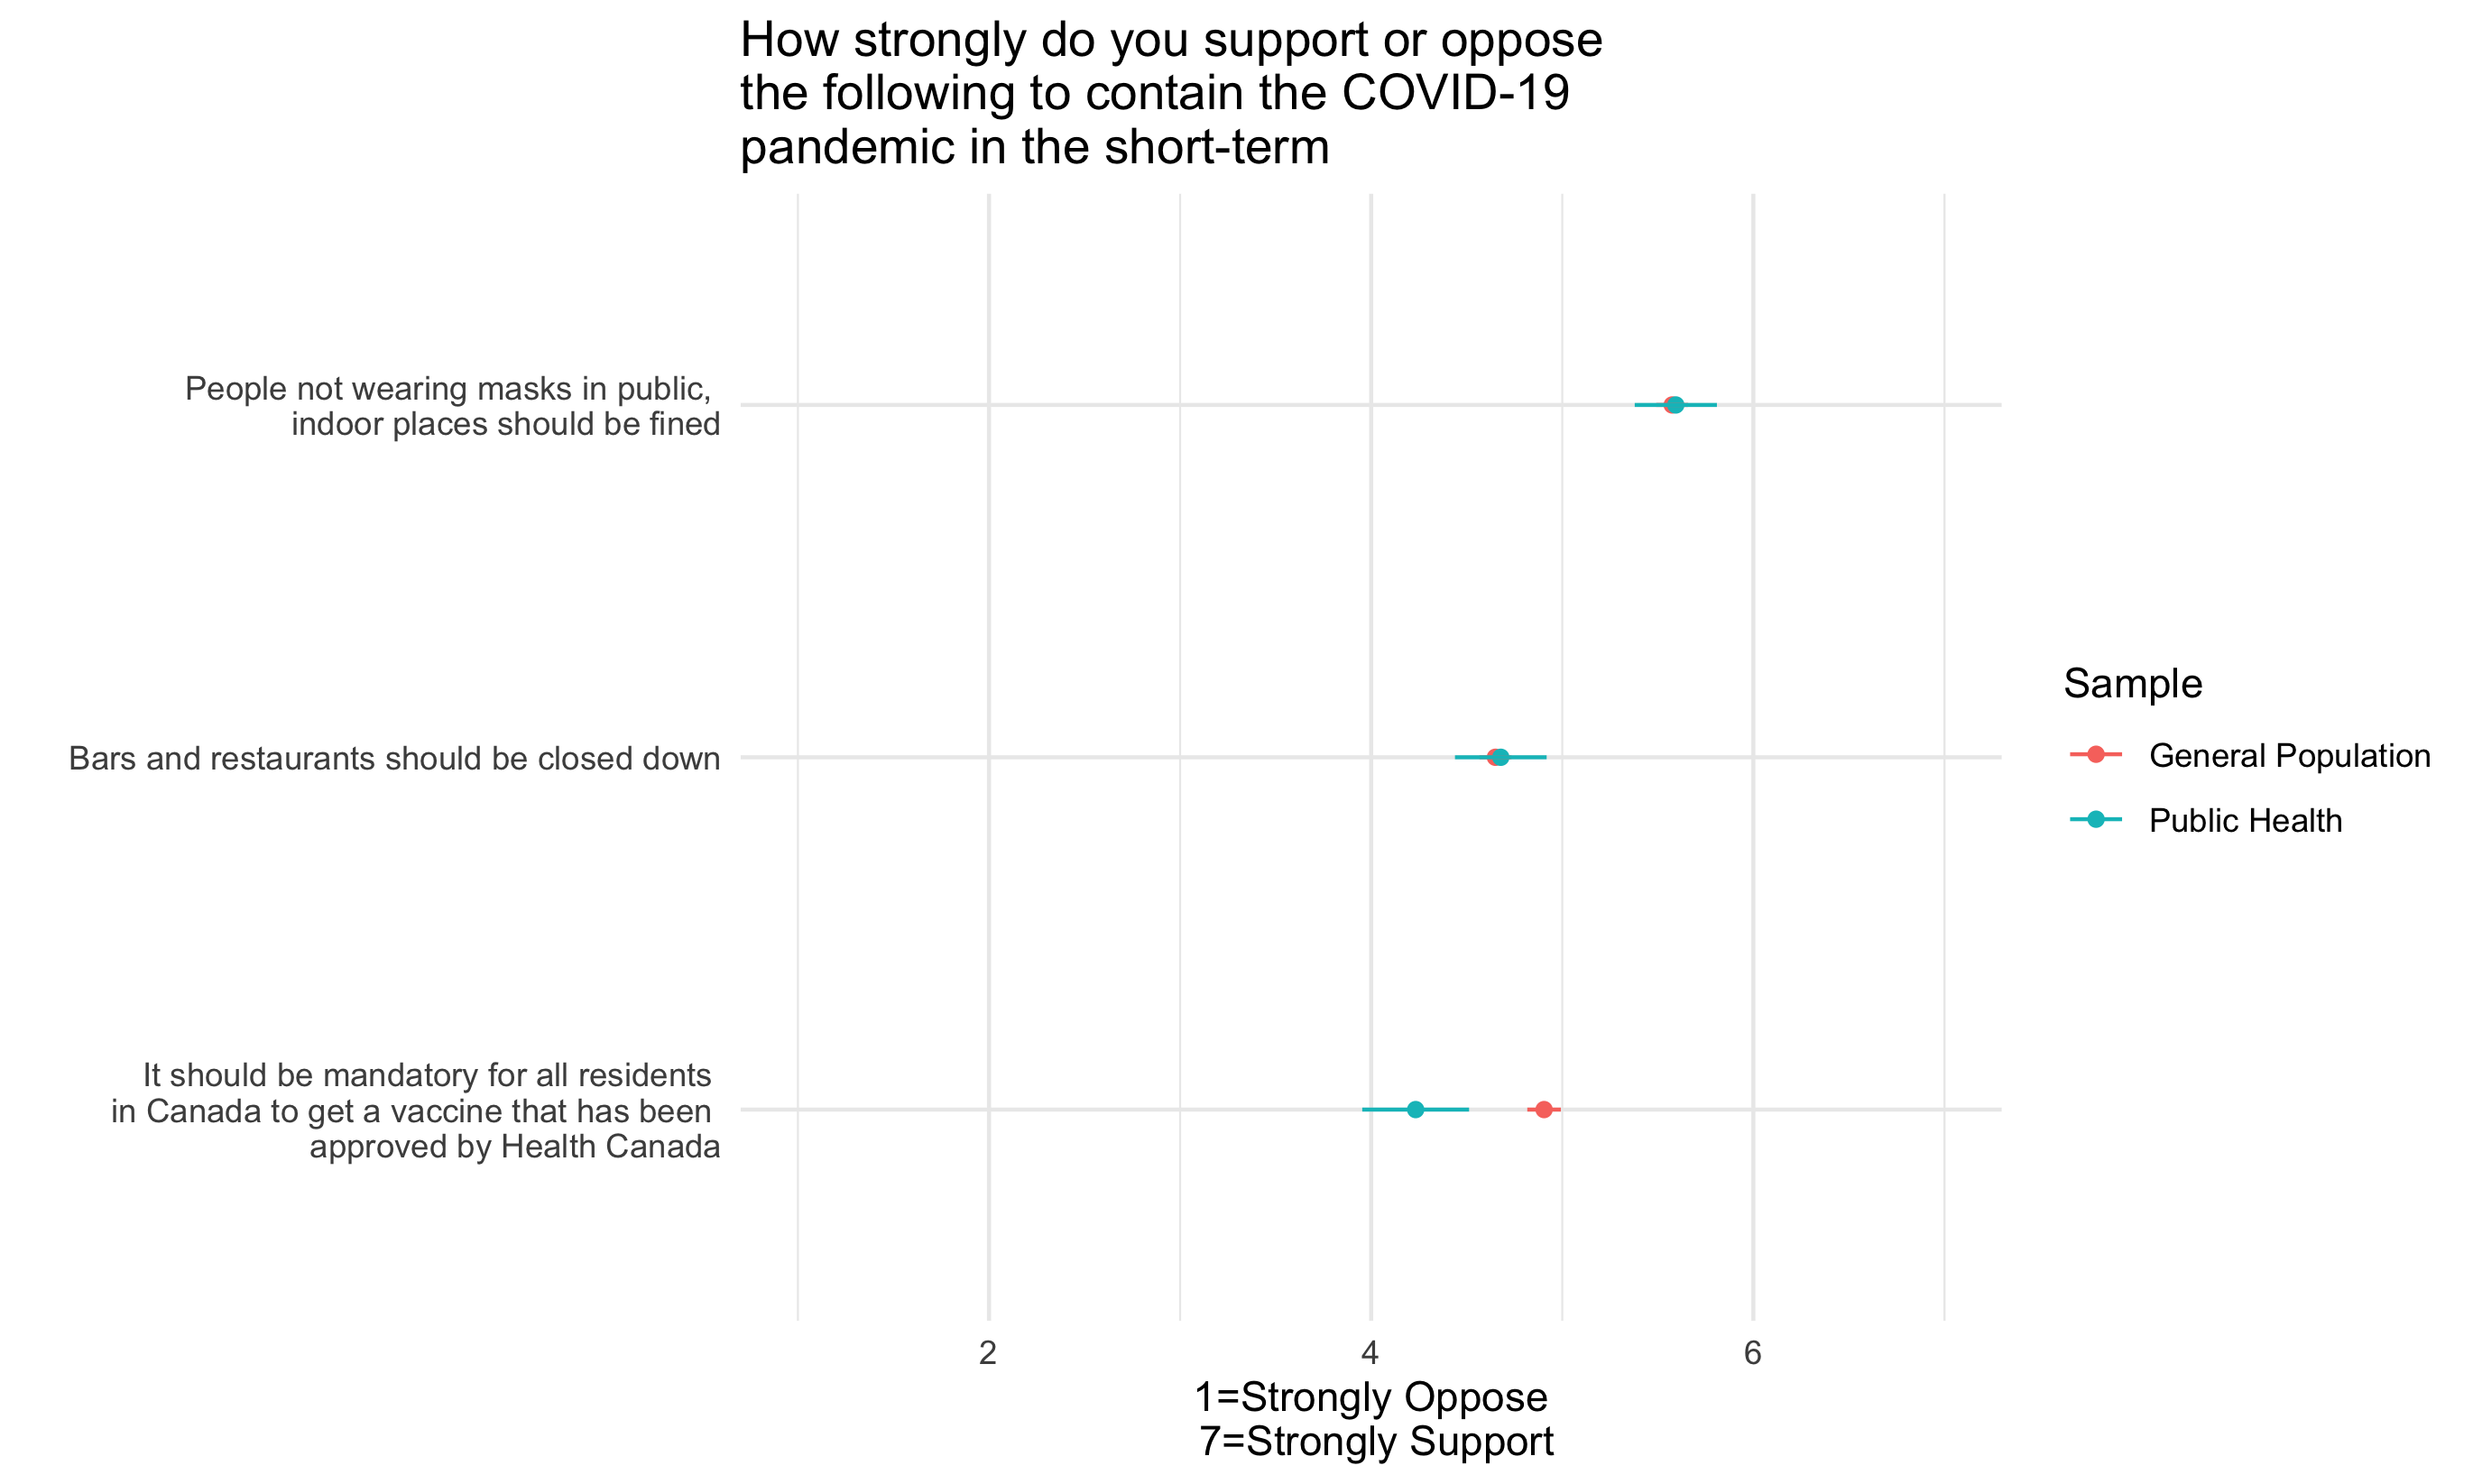 How strongly do you support or oppose
the following to contain the COVID-19
pandemic in the short-term
People not wearing masks in public,
indoor places should be fined
Bars and restaurants should be closed down
It should be mandatory for all residents
in Canada to get a vaccine that has been
approved by Health Canada
2
4
6
1=Strongly Oppose
7=Strongly Support
Sample
General Population
Public Health